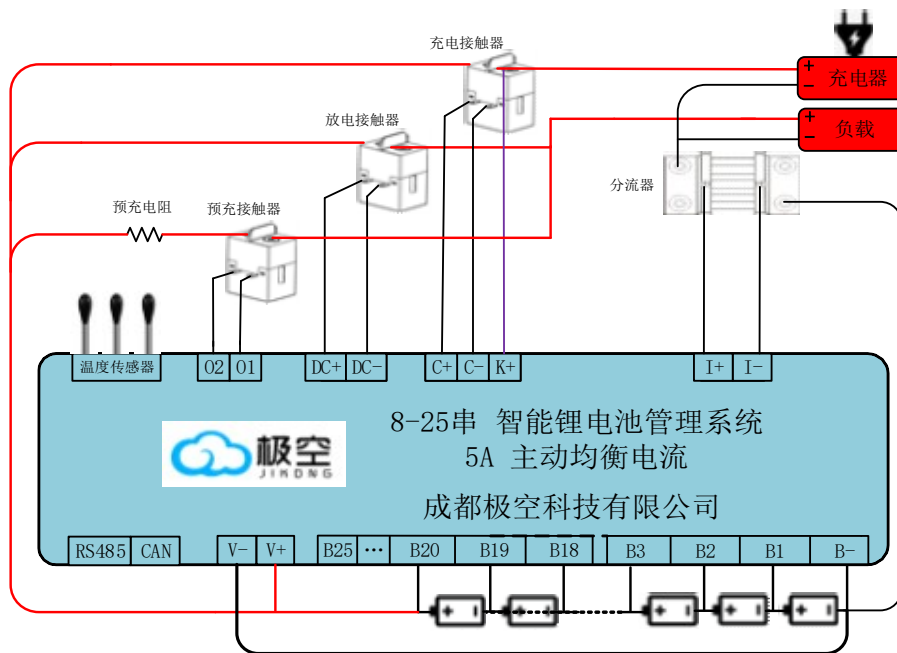 充电接触器
+
充电器
−
放电接触器
+
负载
−
分流器
预充电阻
预充接触器
温度传感器
O2
O1
DC+
DC-
C+
C-
K+
I+
I-
极空
JIKONG
8-25串 智能锂电池管理系统
5A 主动均衡电流
成都极空科技有限公司
RS485
CAN
V-
V+
B25
…
B20
B19
B18
B3
B2
B1
B-